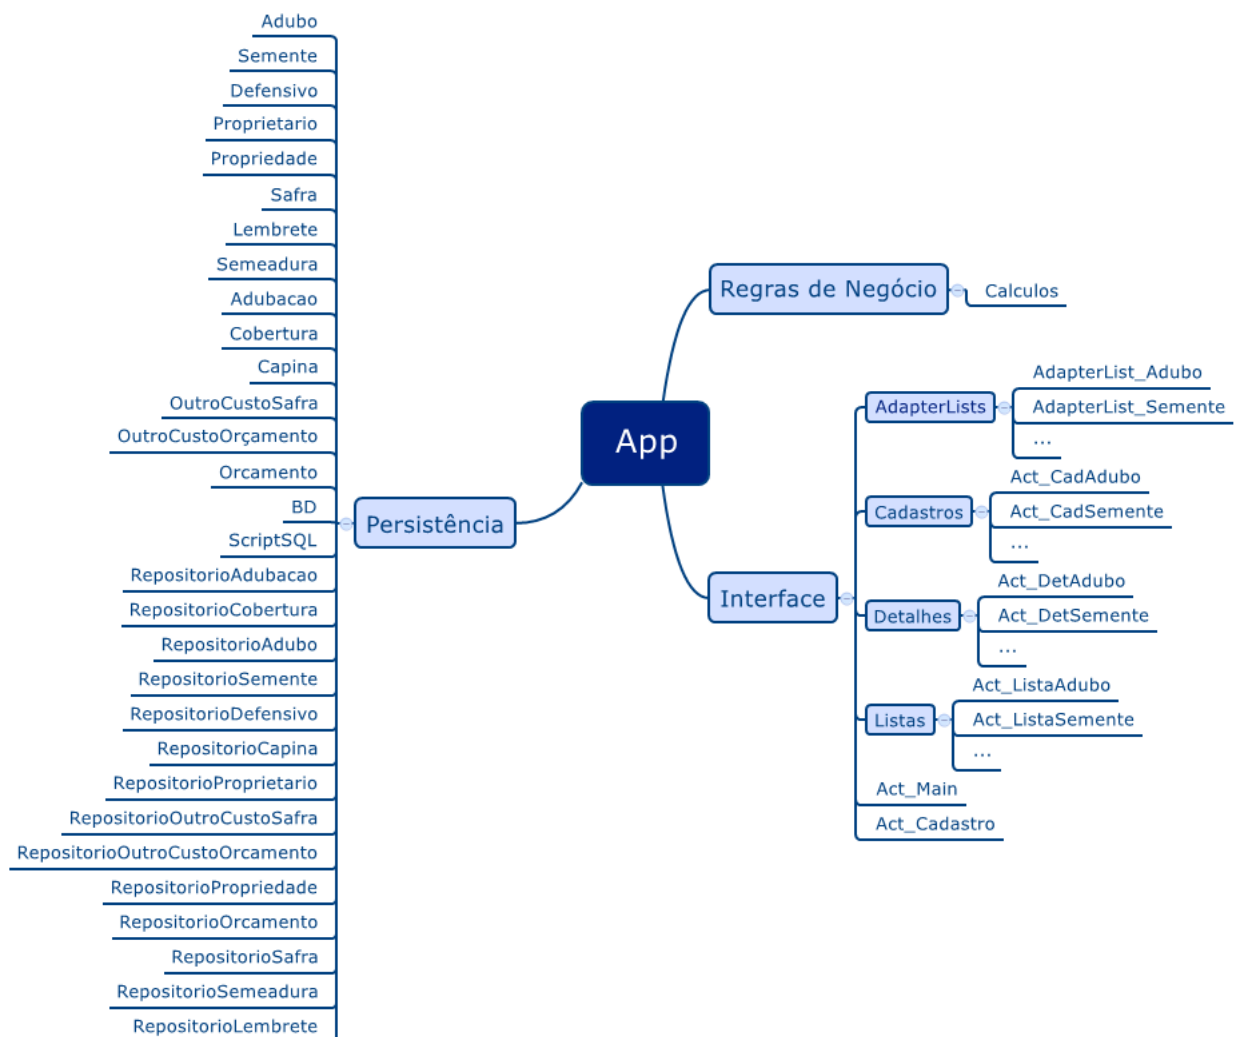 Adubo
Semente
Defensivo
Proprietario
Propriedade
Safra
Lembrete
Semeadura
Adubacao
Cobertura
Capina
OutroCustoSafra
OutroCustoOrçamento
Orcamento
BD
ScriptSQL
RepositorioAdubacao
RepositorioCobertura
RepositorioAdubo
RepositorioSemente
RepositorioDefensivo
RepositorioCapina
RepositorioProprietario
RepositorioOutroCustoSafra
RepositorioOutroCustoOrcamento
RepositorioPropriedade
RepositorioOrcamento
RepositorioSafra
RepositorioSemeadura
RepositorioLembrete
Persistência
App
Regras de Negócio
Calculos
Interface
AdapterLists
AdapterList_Adubo
AdapterList_Semente
...
Cadastros
Act_CadAdubo
Act_CadSemente
...
Detalhes
Act_DetAdubo
Act_DetSemente
...
Listas
Act_ListaAdubo
Act_ListaSemente
...
Act_Main
Act_Cadastro